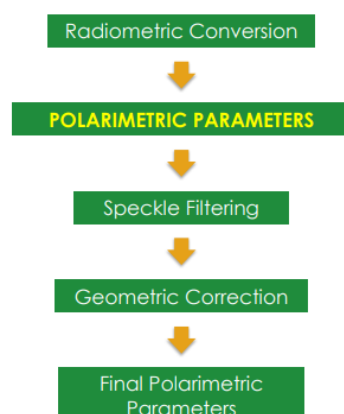 Radiometric Conversion
POLARIMETRIC PARAMETERS
Speckle Filtering
Geometric Correction
Final Polarimetric
Parameters